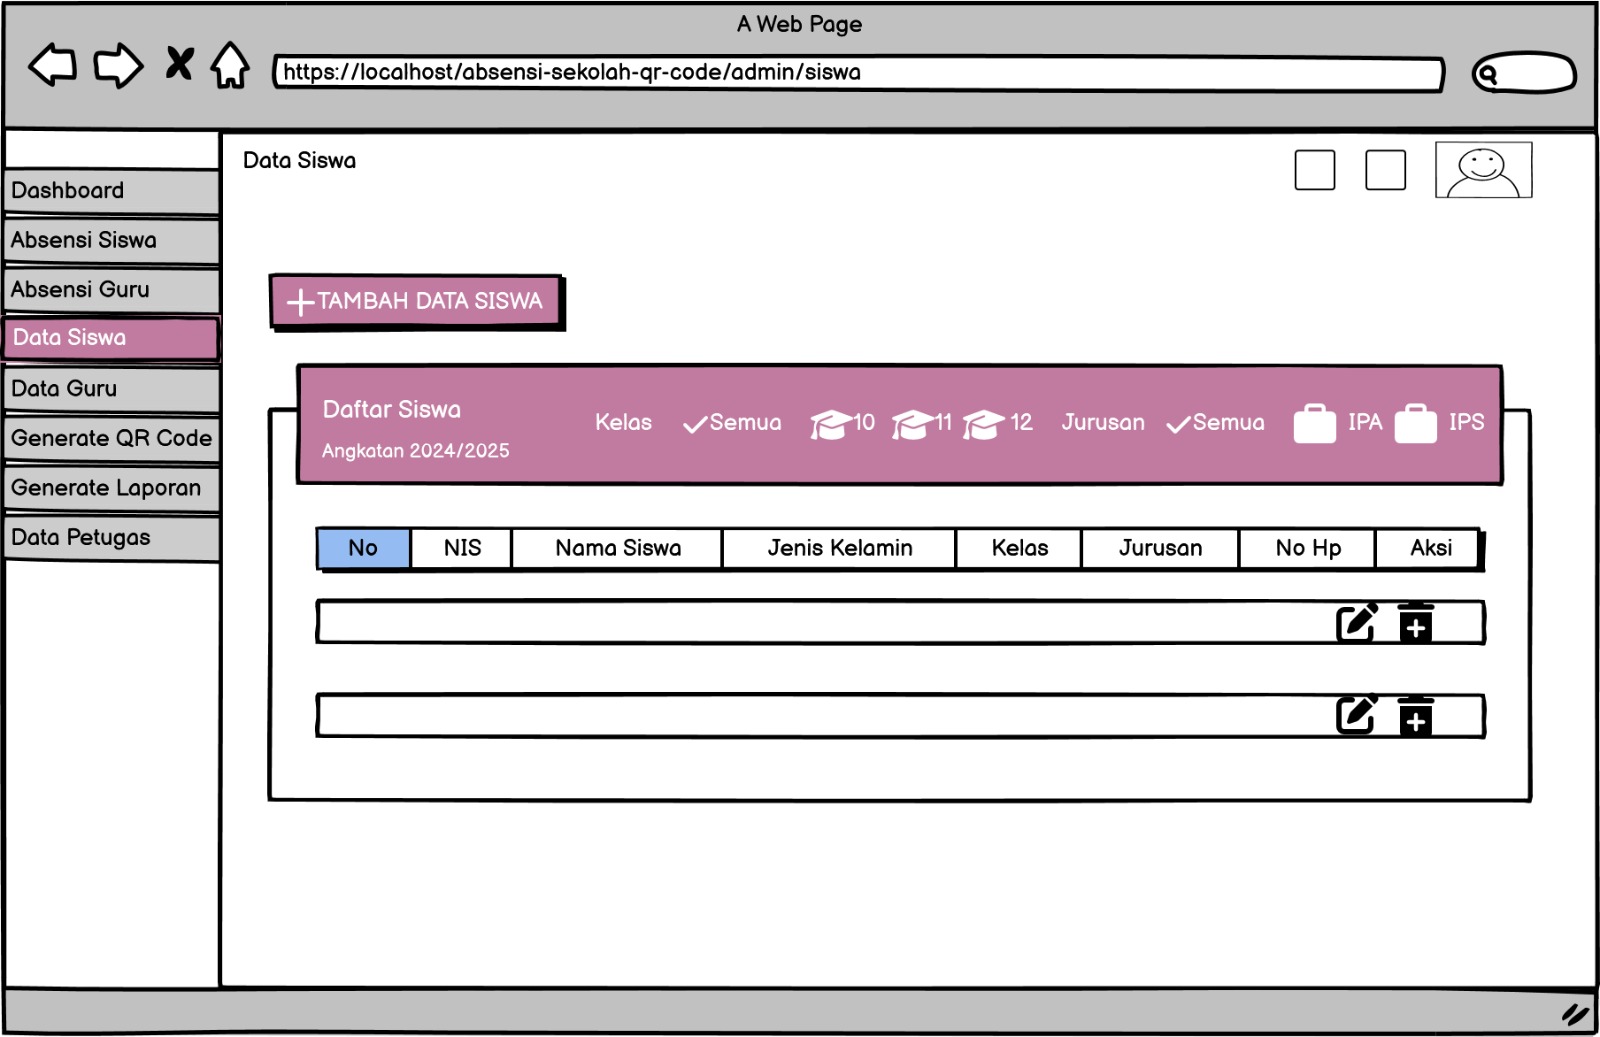 A Web Page
https://localhost/absensi-sekolah-qr-code/admin/siswa
Dashboard
Absensi Siswa
Absensi Guru
Data Siswa
Data Guru
Generate QR Code
Generate Laporan
Data Petugas
Data Siswa
TAMBAH DATA SISWA
Daftar Siswa
Angkatan 2024/2025
Kelas Semua 10 11 12 Jurusan Semua IPA IPS
No NIS Nama Siswa Jenis Kelamin Kelas Jurusan No Hp Aksi